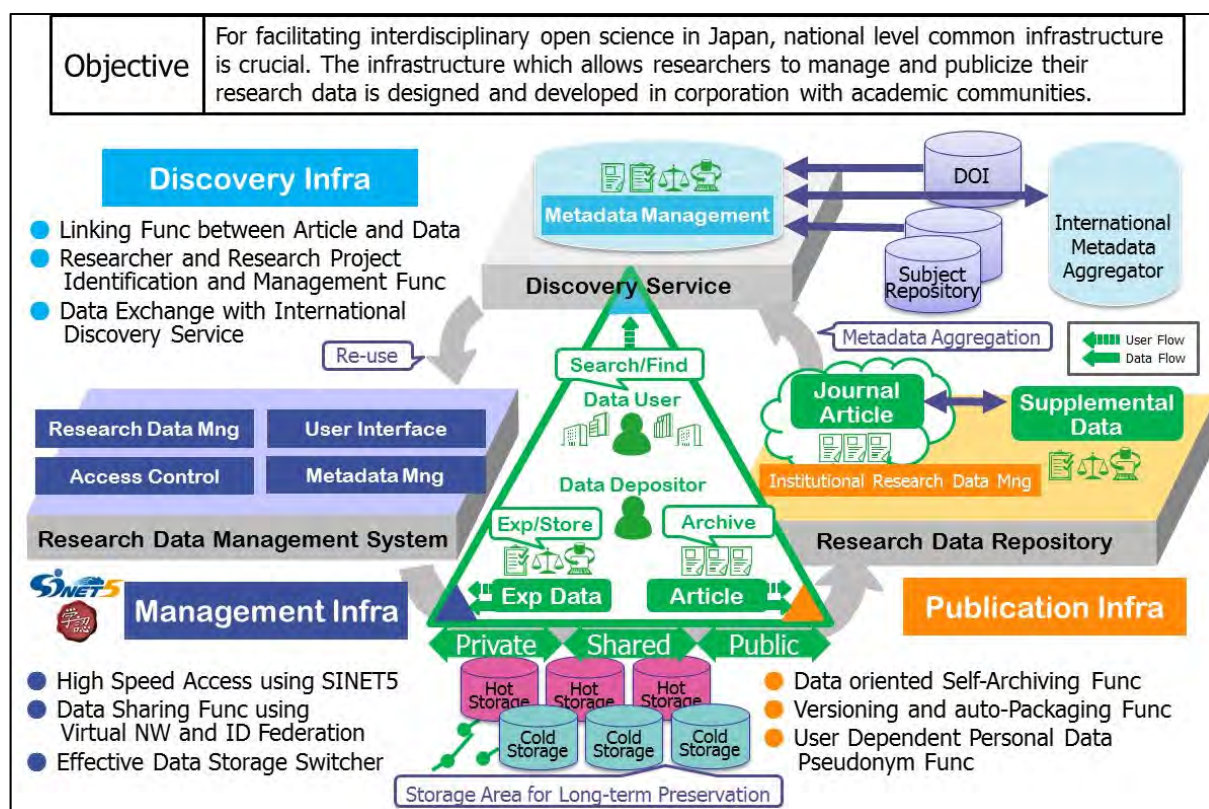 Objective
For facilitating interdisciplinary open science in Japan, national level common infrastructure
is crucial. The infrastructure which allows researchers to manage and publicize their
research data is designed and developed in corporation with academic communities.
Discovery Infra
Linking Func between Article and Data
Researcher and Research Project
Identification and Management Func
Data Exchange with International
Discovery Service
Metadata Management
Discovery Service
DOI
Subject
Repository
International
Metadata
Aggregator
Re-use
Metadata Aggregation
User Flow
Data Flow
Search/Find
Data User
Data Depositor
Exp/Store
Archive
Exp Data
Article
Research Data Mng
User Interface
Access Control
Metadata Mng
Research Data Management System
Journal
Article
Supplemental
Data
Institutional Research Data Mng
Research Data Repository
SINET5
学認
Management Infra
High Speed Access using SINET5
Data Sharing Func using
Virtual NW and ID Federation
Effective Data Storage Switcher
Private
Shared
Public
Hot
Storage
Hot
Storage
Hot
Storage
Cold
Storage
Cold
Storage
Cold
Storage
Storage Area for Long-term Preservation
Publication Infra
Data oriented Self-Archiving Func
Versioning and auto-Packaging Func
User Dependent Personal Data
Pseudonym Func